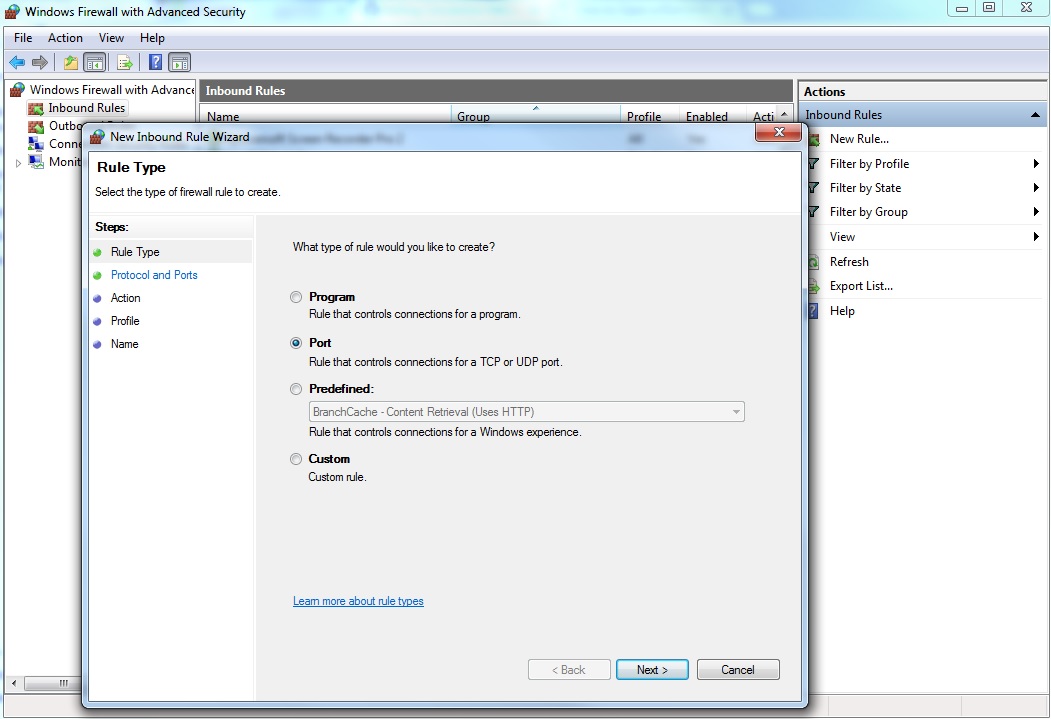 Windows Firewall with Advanced Security
File Action View Help
Windows Firewall with Advance
Inbound Rules
Outbo
Conne
Monit
Inbound Rules
Name Group Profile Enabled Acti
New Inbound Rule Wizard
Rule Type
Select the type of firewall rule to create.
Steps:
Rule Type
Protocol and Ports
Action
Profile
Name
What type of rule would you like to create?
Program
Rule that controls connections for a program.
Port
Rule that controls connections for a TCP or UDP port.
Predefined:
BranchCache - Content Retrieval (Uses HTTP)
Rule that controls connections for a Windows experience.
Custom
Custom rule.
Learn more about rule types
< Back Next > Cancel
Actions
Inbound Rules
New Rule...
Filter by Profile
Filter by State
Filter by Group
View
Refresh
Export List...
Help